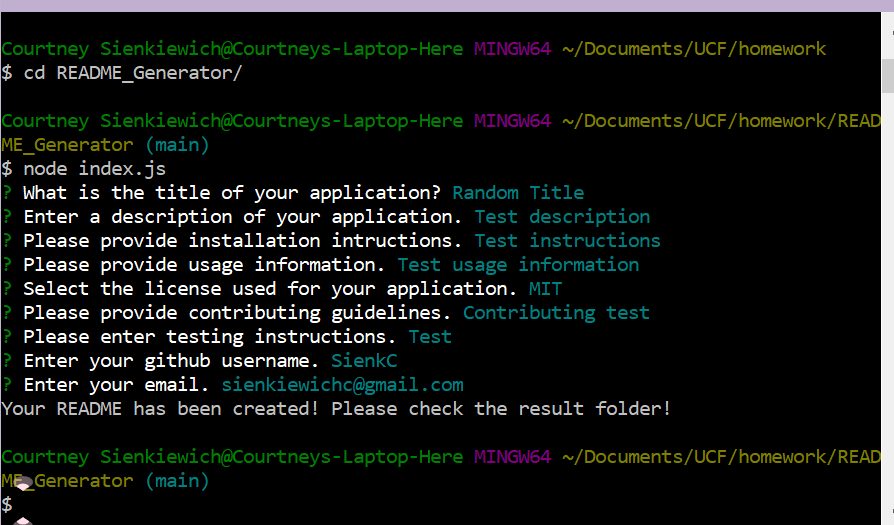 Courtney Sienkiewich@Courtneys-Laptop-Here MINGW64 ~/Documents/UCF/homework
$ cd README_Generator/
Courtney Sienkiewich@Courtneys-Laptop-Here MINGW64 ~/Documents/UCF/homework/READ
ME_Generator (main)
$ node index.js
? What is the title of your application? Random Title
? Enter a description of your application. Test description
? Please provide installation intructions. Test instructions
? Please provide usage information. Test usage information
? Select the license used for your application. MIT
? Please provide contributing guidelines. Contributing test
? Please enter testing instructions. Test
? Enter your github username. SienkC
? Enter your email. sienkiewichc@gmail.com
Your README has been created! Please check the result folder!
Courtney Sienkiewich@Courtneys-Laptop-Here MINGW64 ~/Documents/UCF/homework/READ
ME_Generator (main)
$